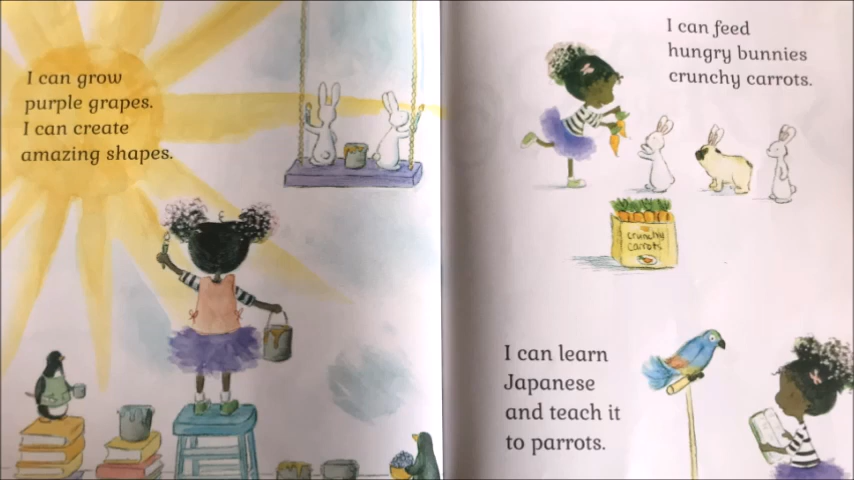 I can grow
purple grapes.
I can create
amazing shapes.
I can feed
hungry bunnies
crunchy carrots.
crunchy
carrots
I can learn
Japanese
and teach it
to parrots.